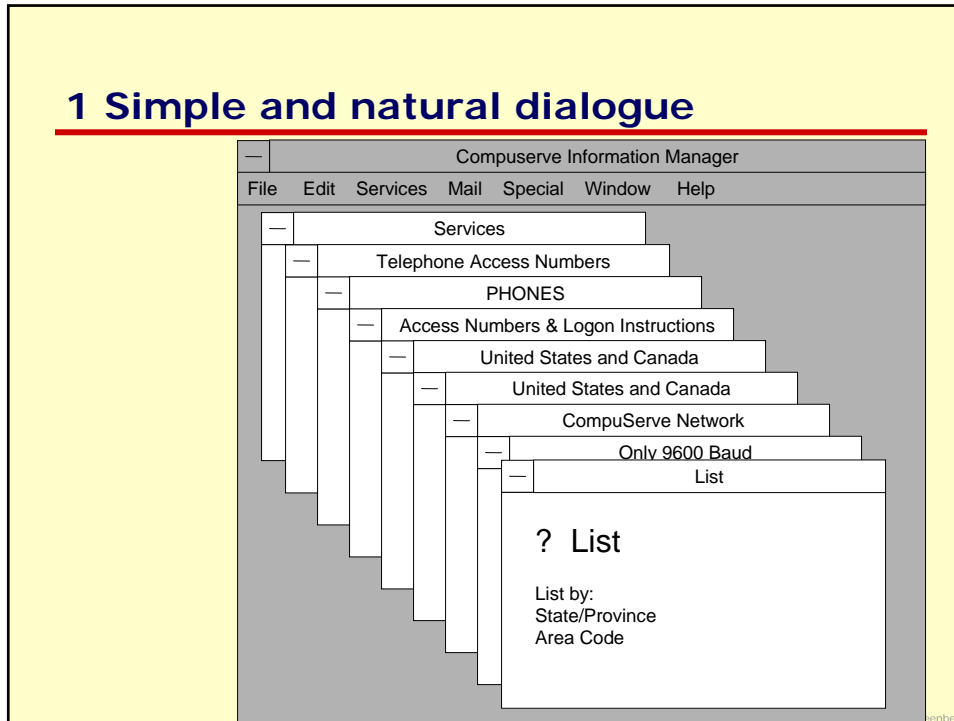 1 Simple and natural dialogue
Compuserve Information Manager
File Edit Services Mail Special Window Help
Services
Telephone Access Numbers
PHONES
Access Numbers & Logon Instructions
United States and Canada
United States and Canada
CompuServe Network
Only 9600 Baud
List
? List
List by:
State/Province
Area Code